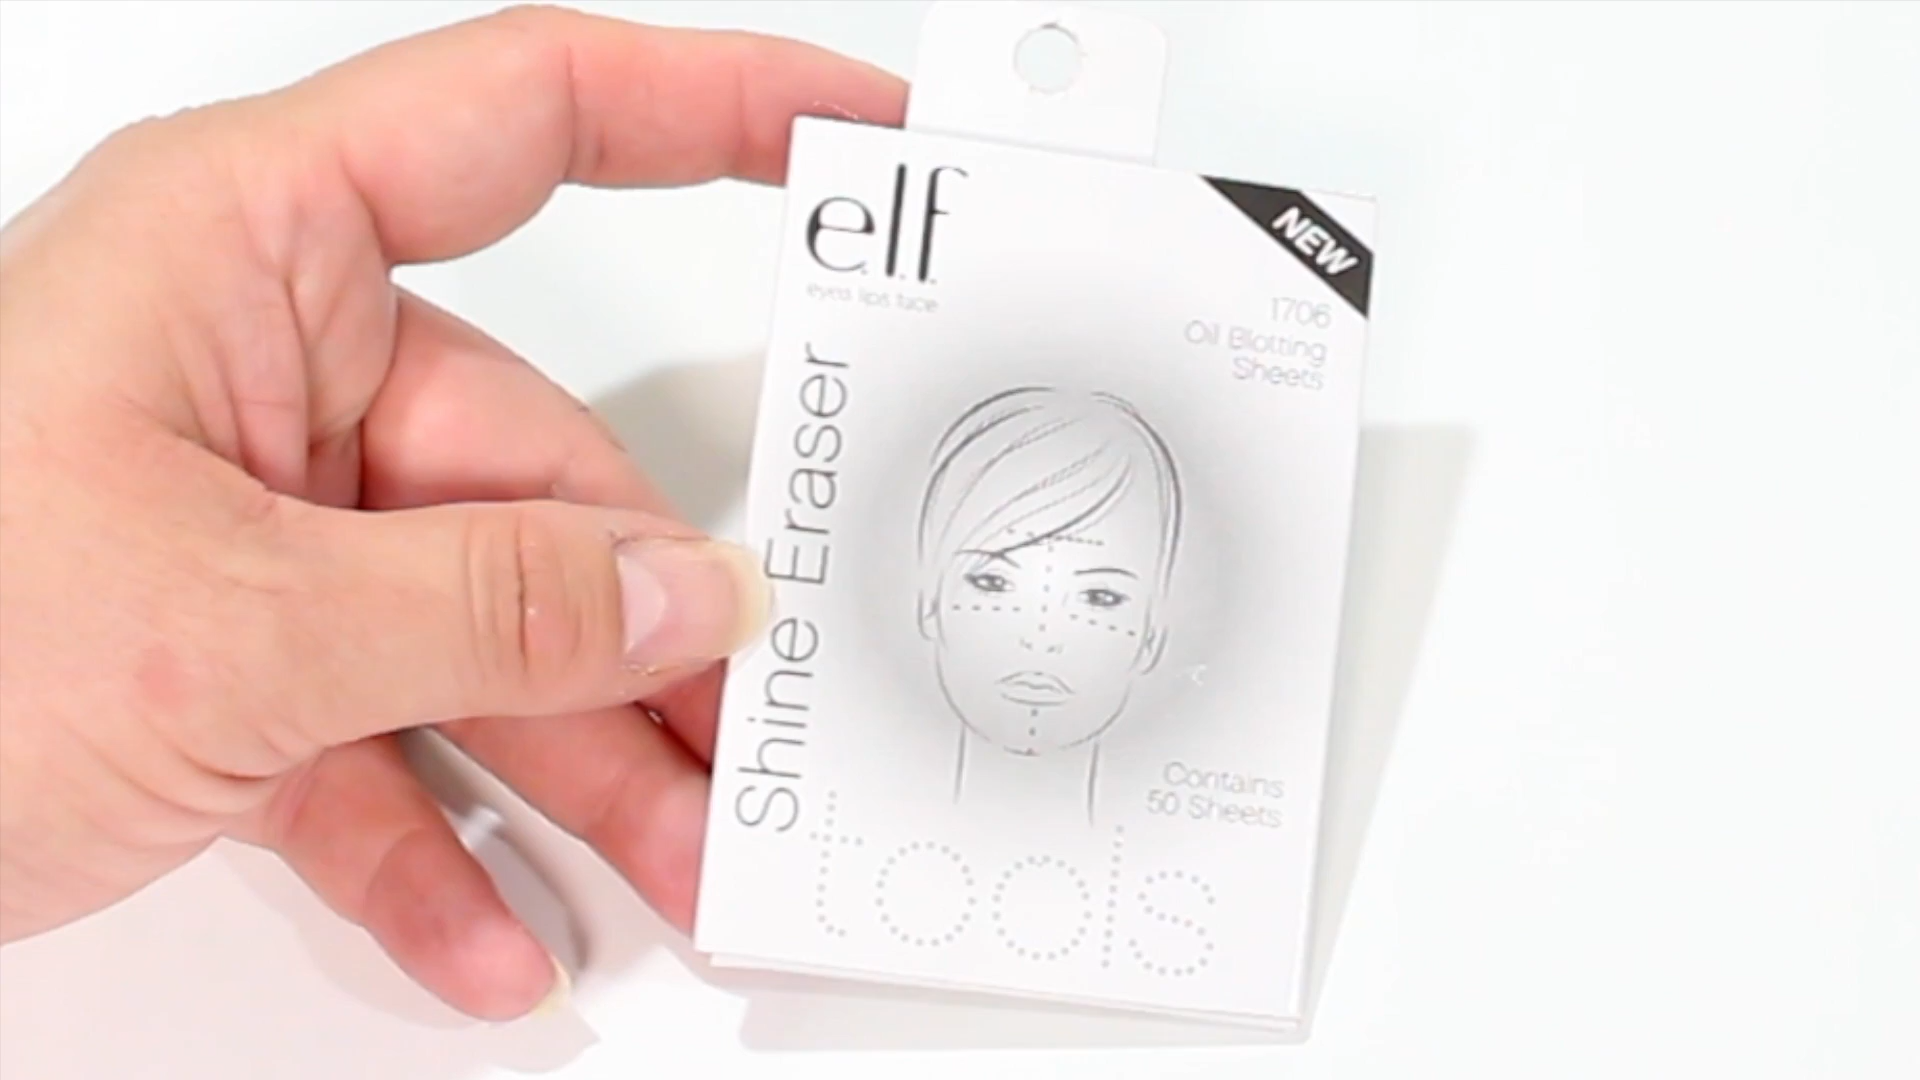 e.l.f.
eyes lips face
NEW
1706
Oil Blotting
Sheets
Shine Eraser
Contains
50 Sheets
tools